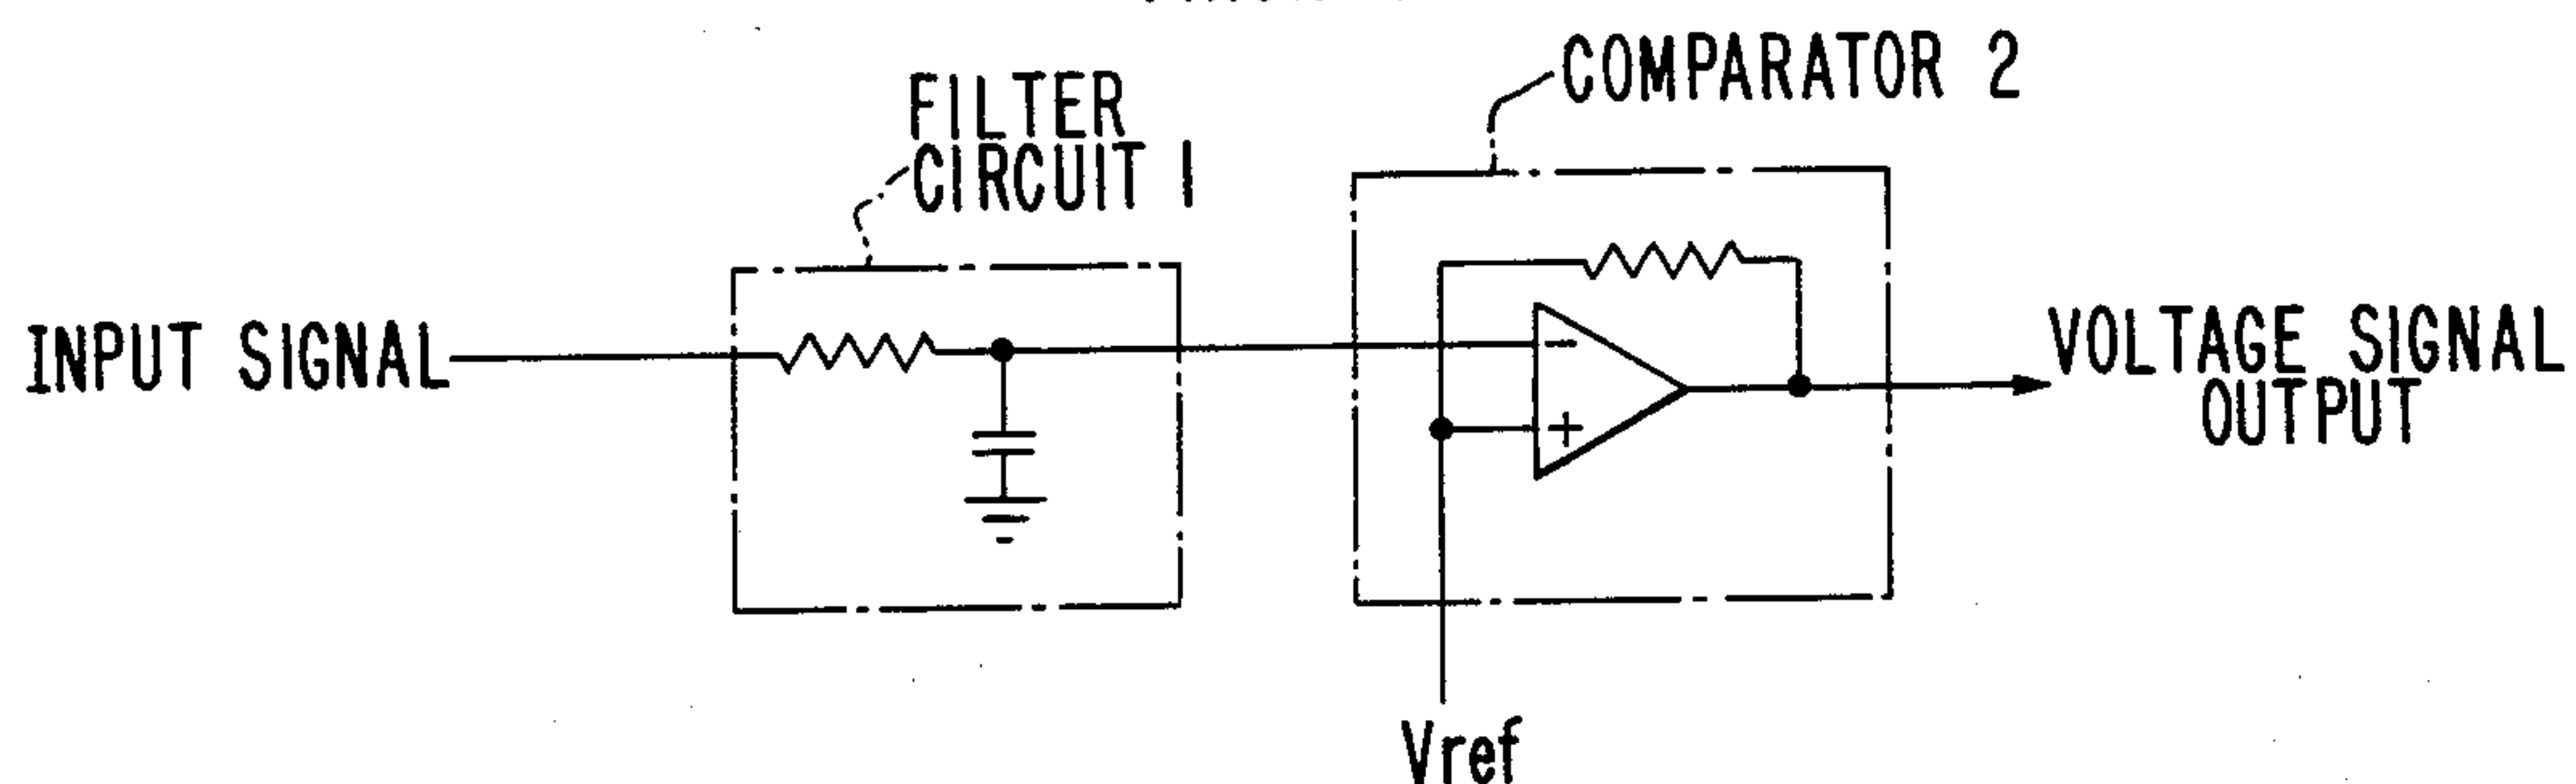 COMPARATOR 2
FILTER
CIRCUIT 1
INPUT SIGNAL
-
+
VOLTAGE SIGNAL
OUTPUT
Vref